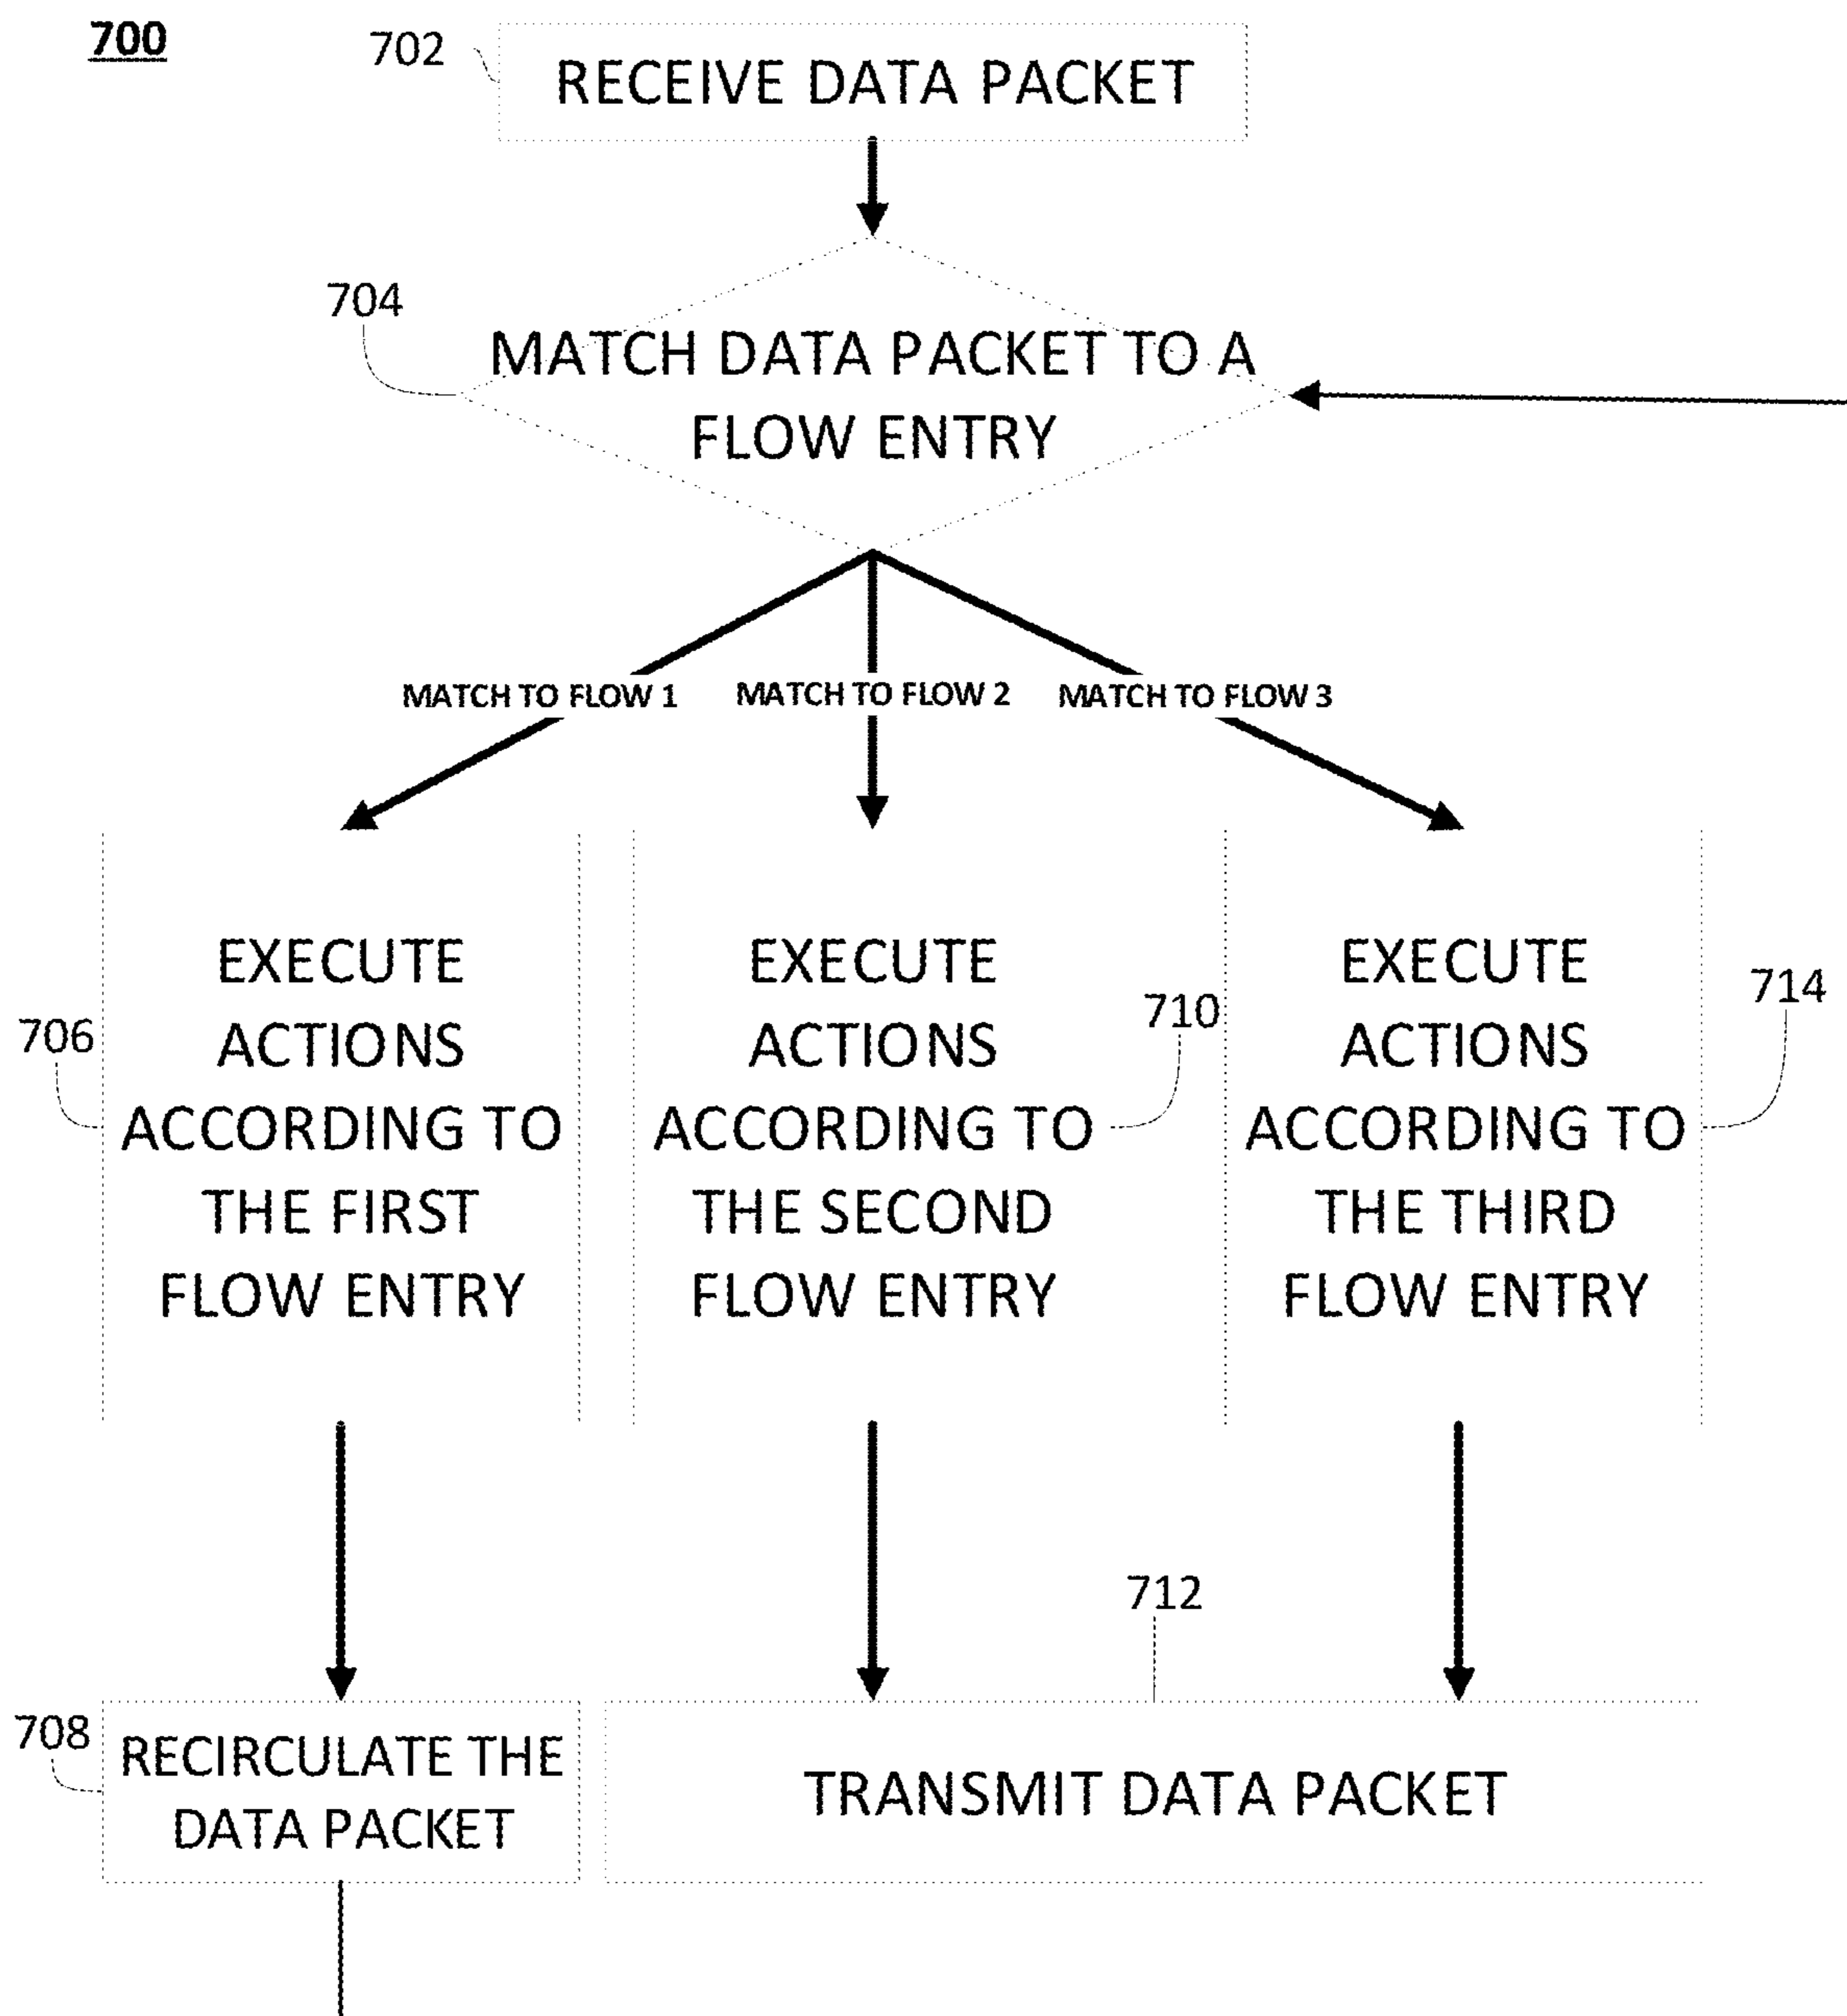 700
702
RECEIVE DATA PACKET
704
MATCH DATA PACKET TO A
FLOW ENTRY
MATCH TO FLOW 1
MATCH TO FLOW 2
MATCH TO FLOW 3
706
EXECUTE
ACTIONS
ACCORDING TO
THE FIRST
FLOW ENTRY
710
EXECUTE
ACTIONS
ACCORDING TO
THE SECOND
FLOW ENTRY
714
EXECUTE
ACTIONS
ACCORDING TO
THE THIRD
FLOW ENTRY
708
RECIRCULATE THE
DATA PACKET
712
TRANSMIT DATA PACKET